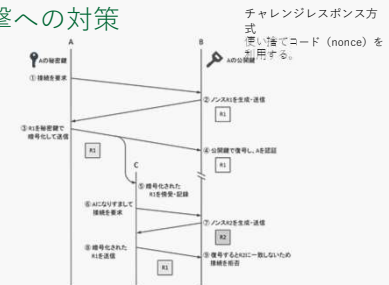 撃への対策
チャレンジレスポンス方
式
使い捨てコード（nonce）を
利用する。
A
B
Aの秘密鍵
Aの公開鍵
① 接続を要求
② ノンスR1を生成・送信
R1
③ R1を秘密鍵で
暗号化して送信
R1
④ 公開鍵で復号し、Aを認証
R1
C
⑤ 暗号化された
R1を傍受・記録
⑥ Aになりすまして
接続を要求
⑦ ノンスR2を生成・送信
R2
⑧ 暗号化された
R1を送信
R1
⑨ 復号するとR2に一致しないため
接続を拒否